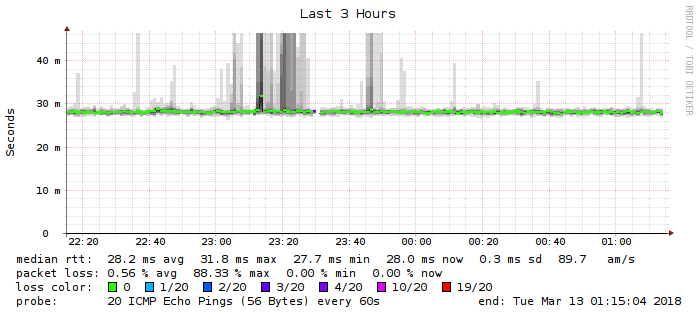 Last 3 Hours
RRDTOOL / TOBI OETIKER
Seconds
40 m
30 m
20 m
10 m
0
22:20 22:40 23:00 23:20 23:40 00:00 00:20 00:40 01:00
median rtt: 28.2 ms avg 31.8 ms max 27.7 ms min 28.0 ms now 0.3 ms sd 89.7 am/s
packet loss: 0.56 % avg 88.33 % max 0.00 % min 0.00 % now
loss color: 0 1/20 2/20 3/20 4/20 10/20 19/20
probe: 20 ICMP Echo Pings (56 Bytes) every 60s end: Tue Mar 13 01:15:04 2018